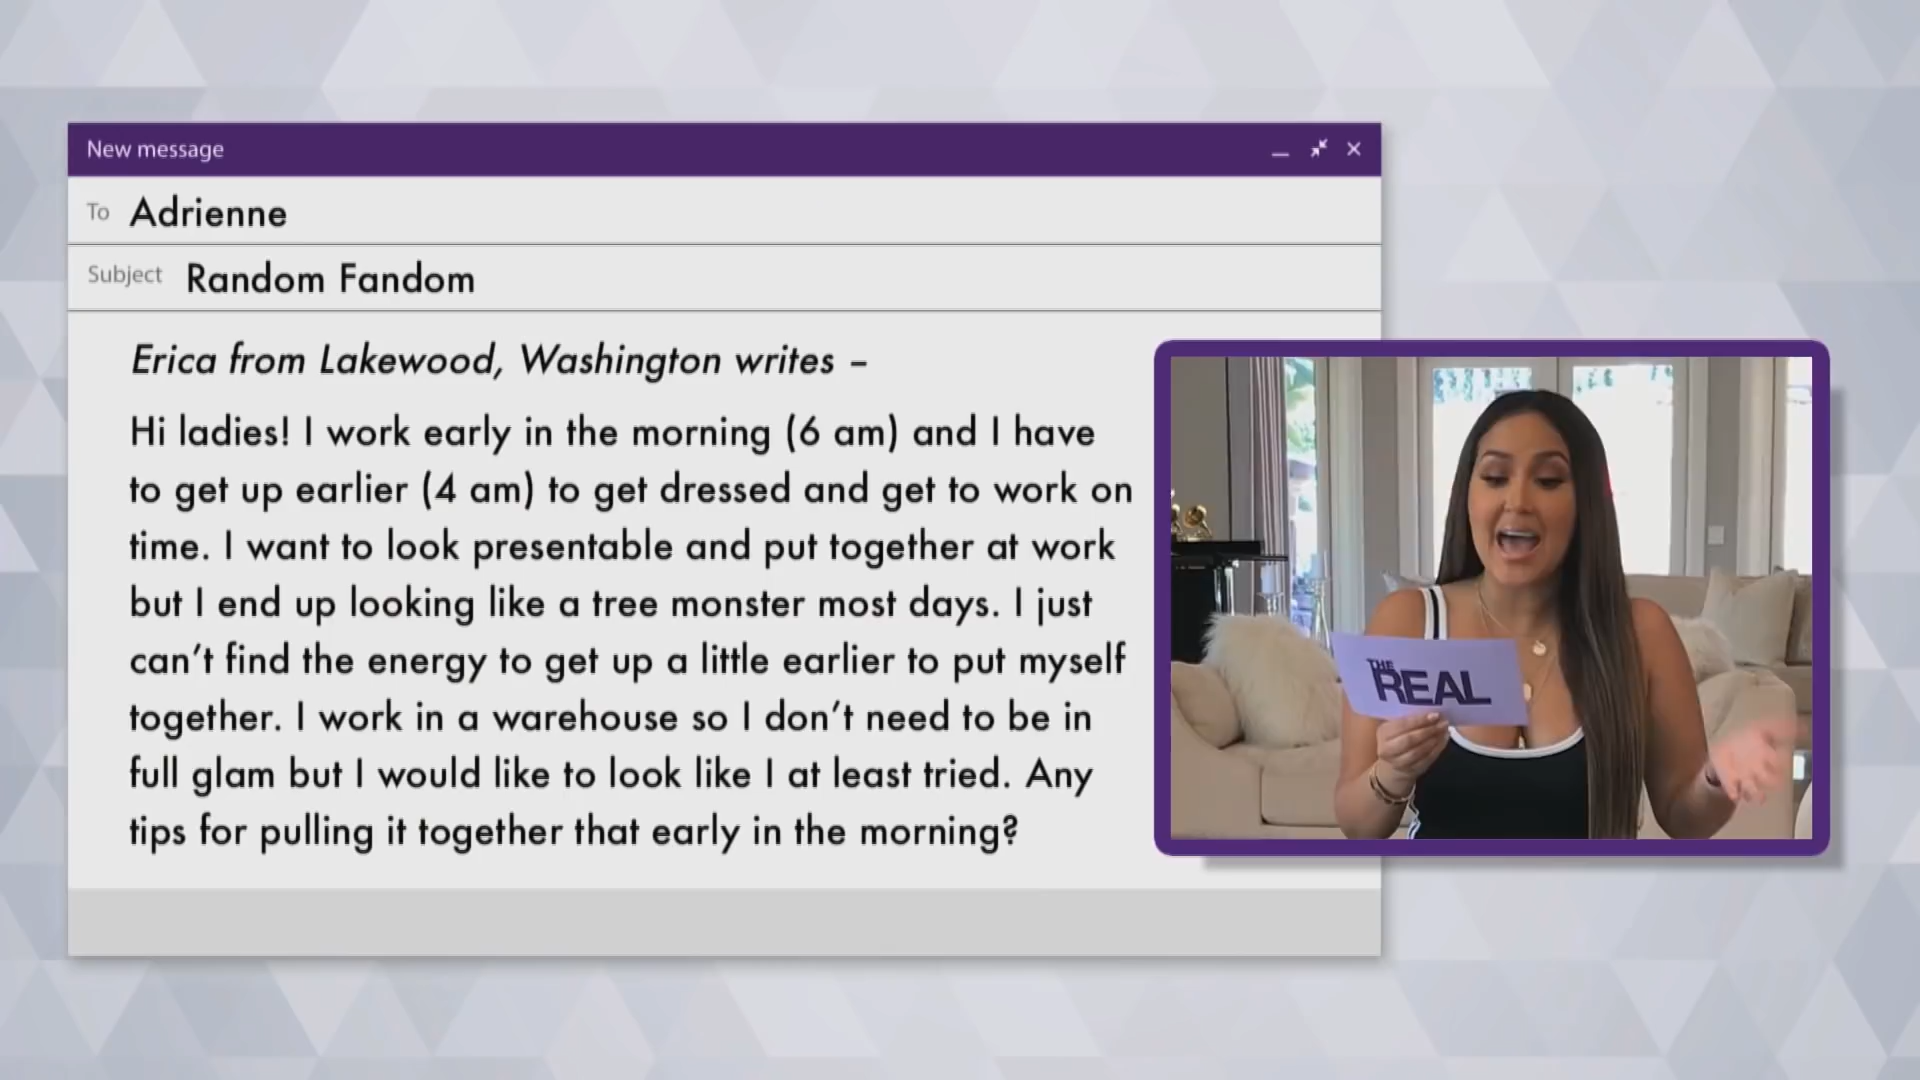 New message
To Adrienne
Subject Random Fandom
Erica from Lakewood, Washington writes –
Hi ladies! I work early in the morning (6 am) and I have
to get up earlier (4 am) to get dressed and get to work on
time. I want to look presentable and put together at work
but I end up looking like a tree monster most days. I just
can't find the energy to get up a little earlier to put myself
together. I work in a warehouse so I don't need to be in
full glam but I would like to look like I at least tried. Any
tips for pulling it together that early in the morning?
THE
REAL